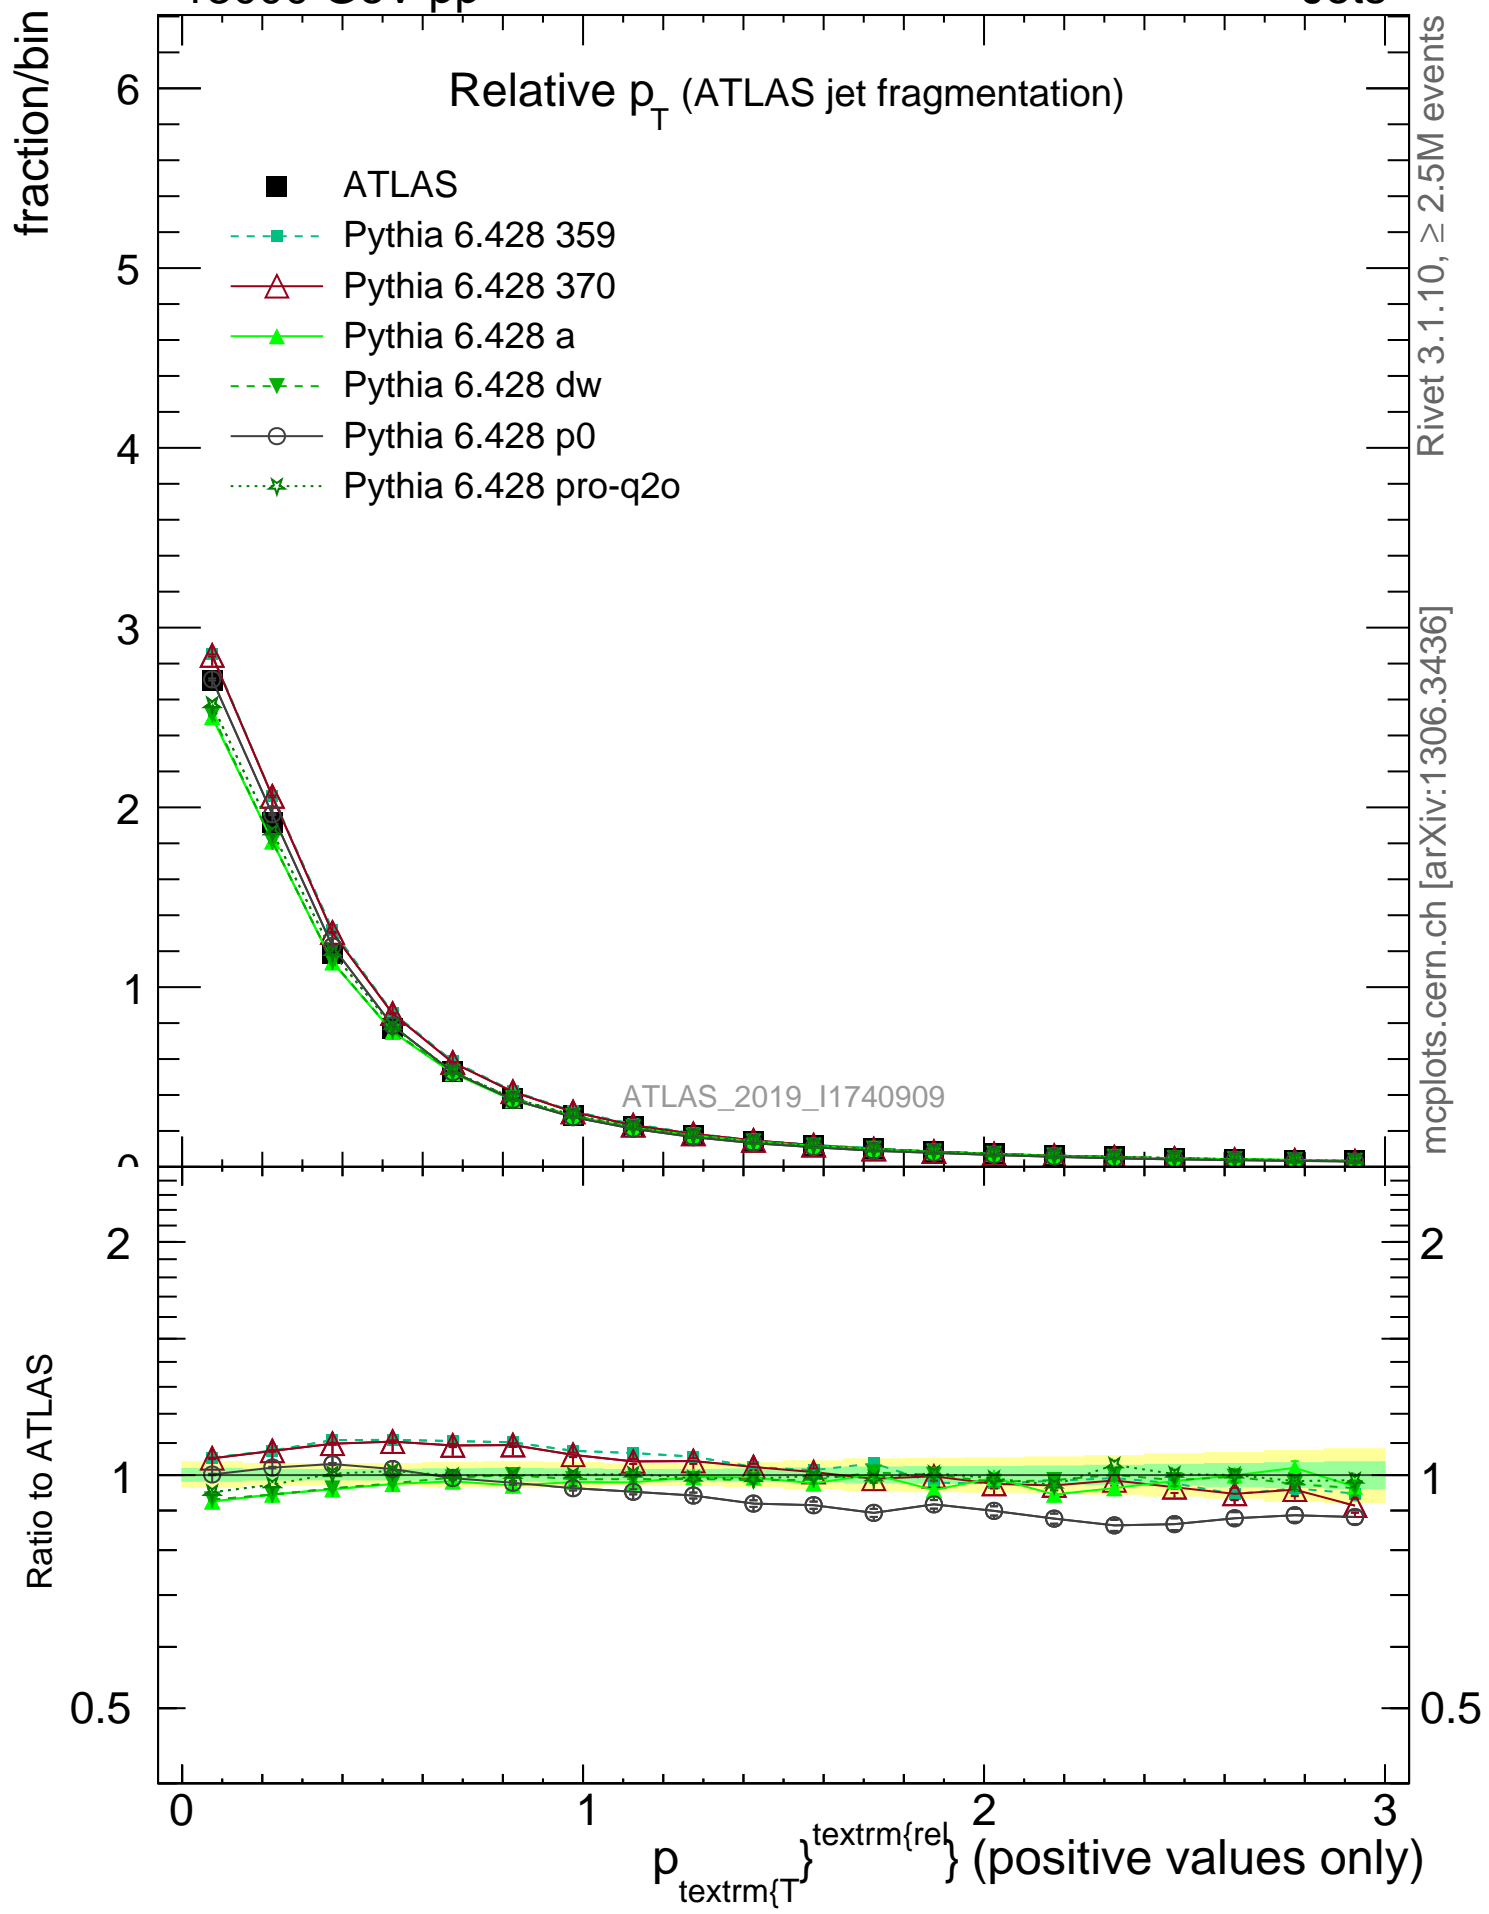 fraction/bin
Relative p_T (ATLAS jet fragmentation)
ATLAS
Pythia 6.428 359
Pythia 6.428 370
Pythia 6.428 a
Pythia 6.428 dw
Pythia 6.428 p0
Pythia 6.428 pro-q2o
6
5
4
3
2
1
0
ATLAS_2019_I1740909
Rivet 3.1.10, ≥ 2.5M events
mcplots.cern.ch [arXiv:1306.3436]
Ratio to ATLAS
2
1
0.5
2
1
0.5
0
1
2
3
p_textrm{T}^textrm{rel} (positive values only)